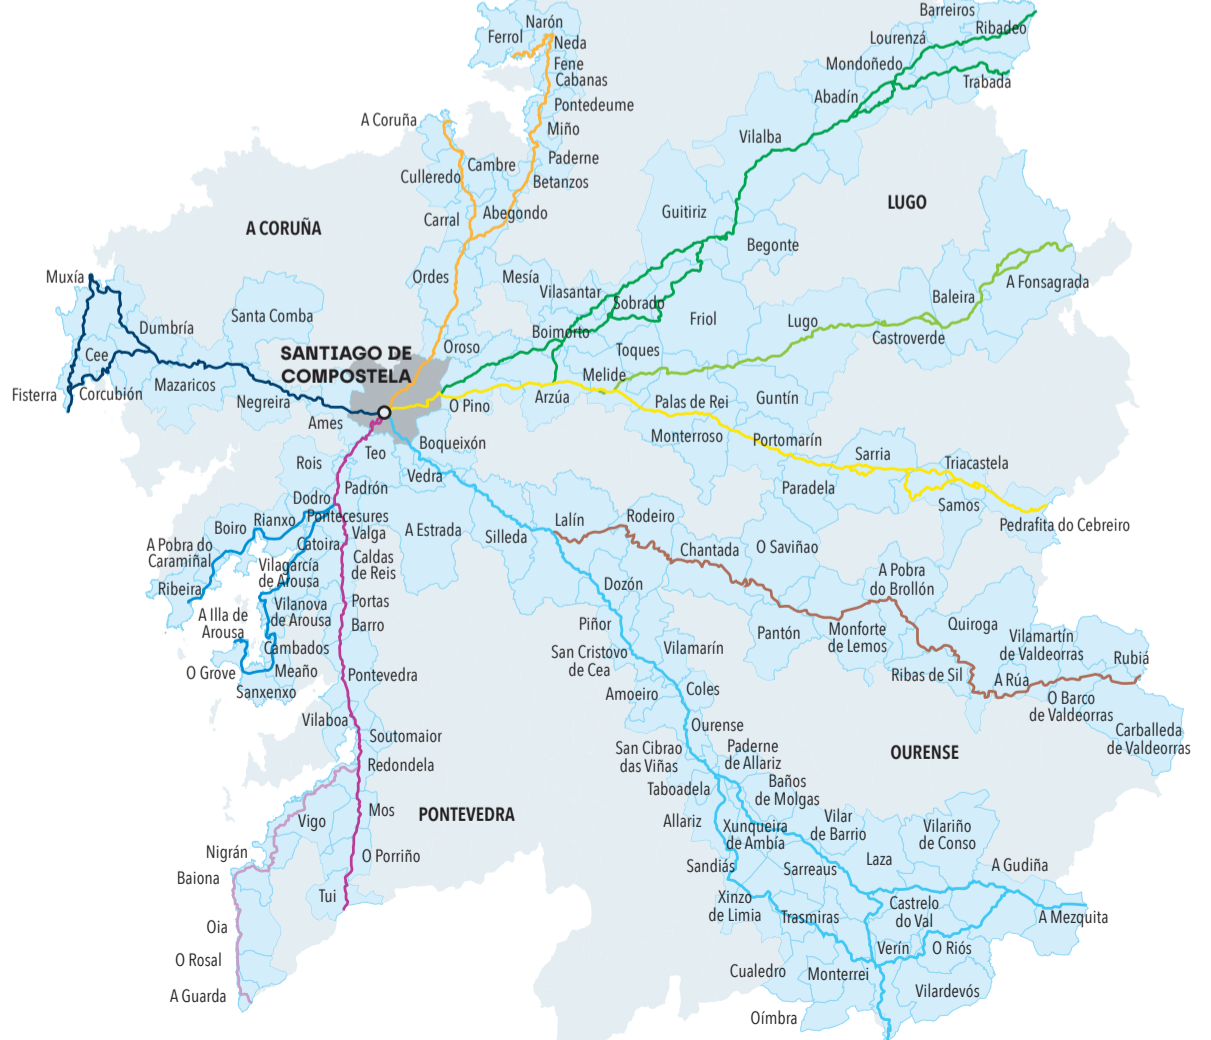 Barreiros
Narón
Ribadeo
Ferrol
Lourenzá
Neda
Fene
Mondoñedo
Cabanas
Trabada
Abadín
Pontedeume
A Coruña
Miño
Vilalba
Paderne
Cambre
Culleredo
Betanzos
LUGO
Guitiriz
Abegondo
Carral
A CORUÑA
Begonte
Muxía
Ordes
Mesía
A Fonsagrada
Vilasantar
Baleira
Sobrado
Santa Comba
Friol
Lugo
Dumbría
Boimorto
Castroverde
Oroso
Toques
SANTIAGO DE
COMPOSTELA
Cee
Melide
Mazaricos
Fisterra
Corcubión
Arzúa
Guntín
Negreira
O Pino
Palas de Rei
Ames
Monterroso
Portomarín
Boqueixón
Teo
Sarria
Rois
Triacastela
Vedra
Padrón
Paradela
Dodro
Samos
Pontecesures
Rianxo
Boiro
Lalín
Rodeiro
Pedrafita do Cebreiro
Valga
A Estrada
Silleda
Catoira
A Pobra do
Caramiñal
Chantada
O Saviñao
Caldas
de Reis
Vilagarcía
de Arousa
A Pobra
do Brollón
Ribeira
Dozón
Vilanova
de Arousa
Portas
A Illa de
Arousa
Barro
Piñor
Quiroga
Pantón
Monforte
de Lemos
Vilamartín
de Valdeorras
Cambados
Vilamarín
San Cristovo
de Cea
Rubiá
O Grove
Meaño
Pontevedra
Ribas de Sil
A Rúa
Sanxenxo
Amoeiro
Coles
O Barco
de Valdeorras
Vilaboa
Ourense
Carballeda
de Valdeorras
Soutomaior
San Cibrao
das Viñas
Paderne
de Allariz
OURENSE
Redondela
Taboadela
Baños
de Molgas
Mos
PONTEVEDRA
Vigo
Allariz
Vilar
de Barrio
Xunqueira
de Ambía
Vilariño
de Conso
Nigrán
O Porriño
Laza
Baiona
Sandiás
Sarreaus
A Gudiña
Tui
Xinzo
de Limia
Castrelo
do Val
Trasmiras
A Mezquita
Oia
O Rosal
Verín
O Riós
Cualedro
Monterrei
A Guarda
Vilardevós
Oímbra